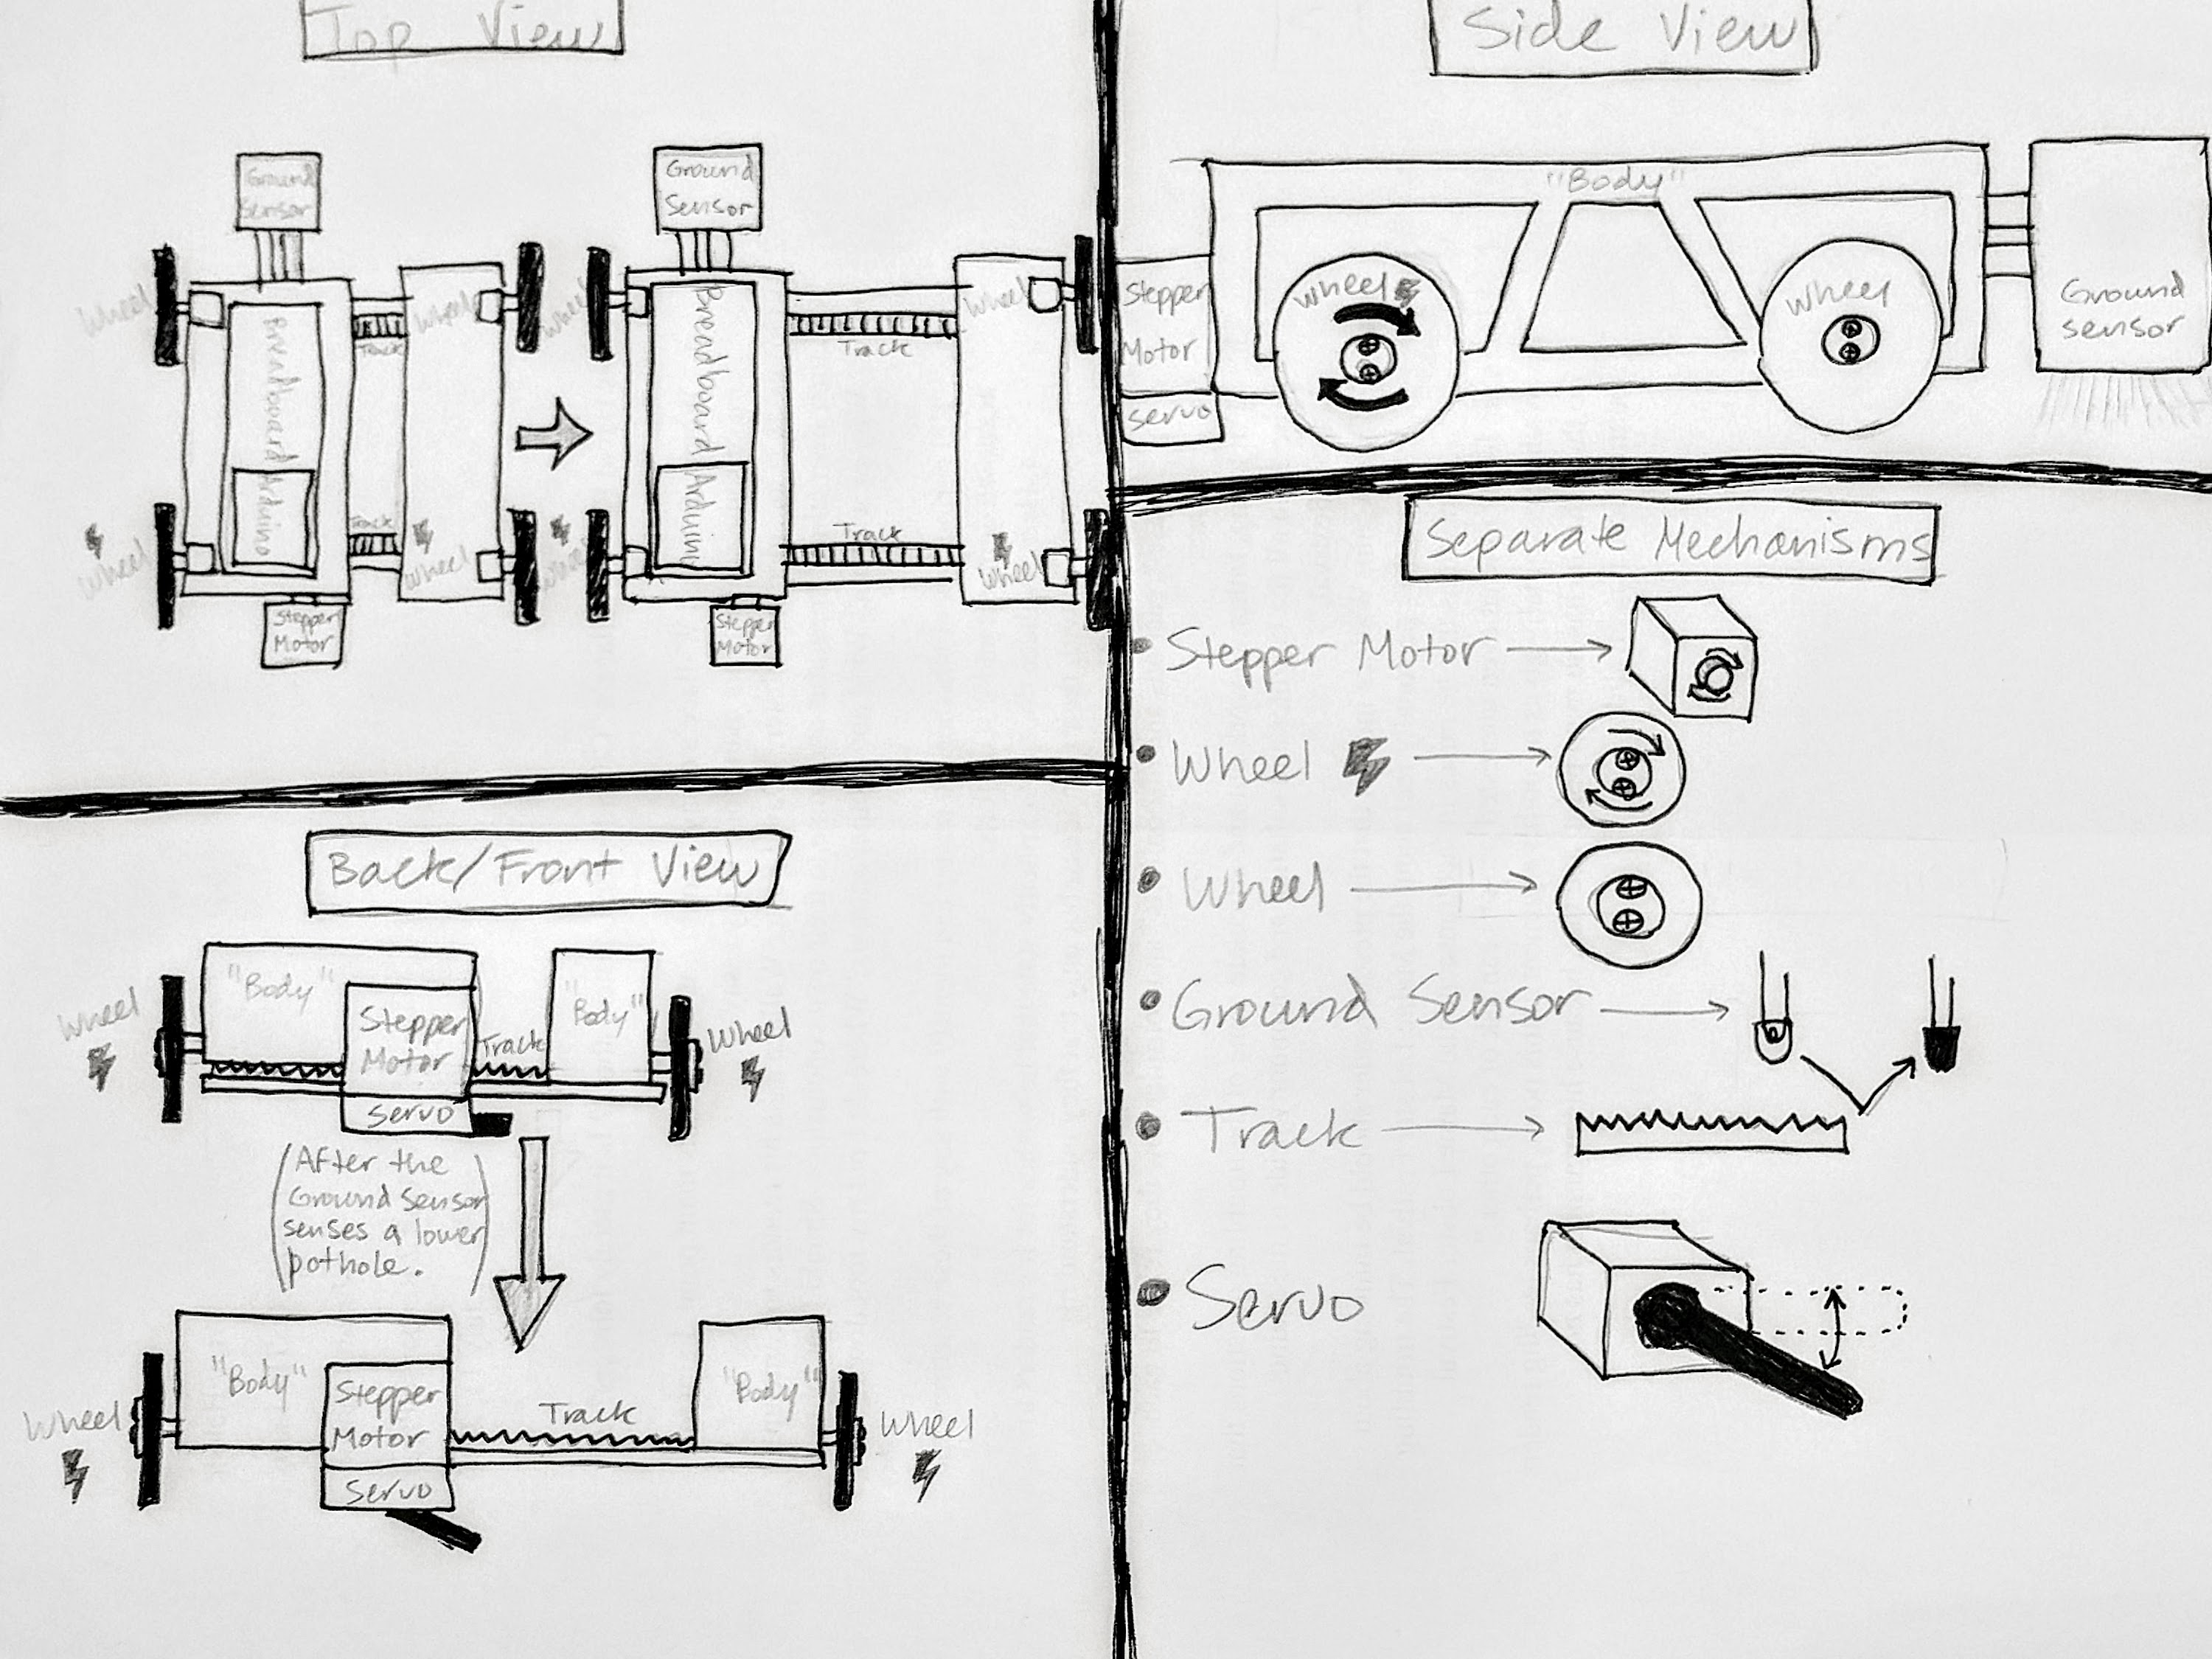 Top View
Ground
Sensor
Ground
Sensor
Wheel
Wheel
Wheel
Wheel
Breadboard
Breadboard
Track
Track
Arduino
Arduino
Track
Track
Wheel
Wheel
Wheel
Wheel
Stepper
Motor
Stepper
Motor
Side View
"Body"
Stepper
Motor
Servo
Wheel
Wheel
Ground
sensor
Back/Front View
"Body"
Stepper
Motor
Track
"Body"
Wheel
Wheel
Servo
(After the
Ground Sensor
senses a lower
pothole.)
"Body"
Stepper
Motor
Track
"Body"
Wheel
Wheel
Servo
Separate Mechanisms
• Stepper Motor
• Wheel
• Wheel
• Ground Sensor
• Track
• Servo